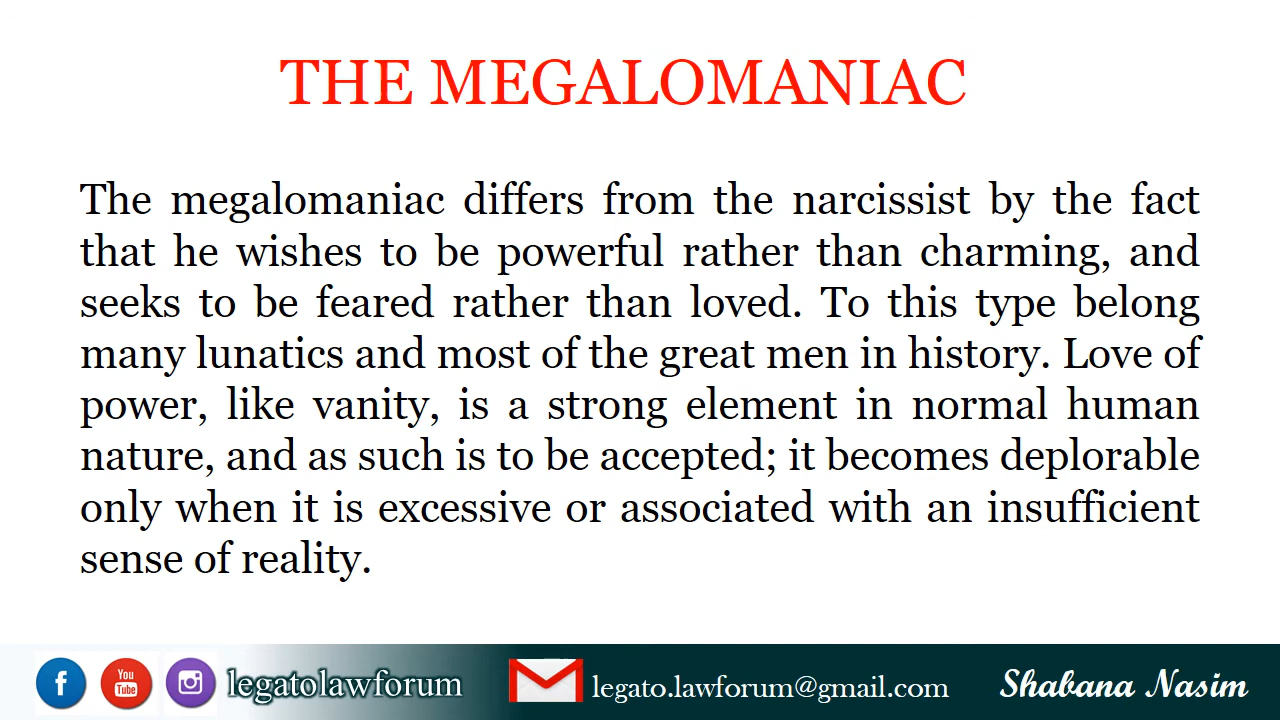 THE MEGALOMANIAC
The megalomaniac differs from the narcissist by the fact
that he wishes to be powerful rather than charming, and
seeks to be feared rather than loved. To this type belong
many lunatics and most of the great men in history. Love of
power, like vanity, is a strong element in normal human
nature, and as such is to be accepted; it becomes deplorable
only when it is excessive or associated with an insufficient
sense of reality.
f You Tube legatolawforum legato.lawforum@gmail.com Shabana Nasim